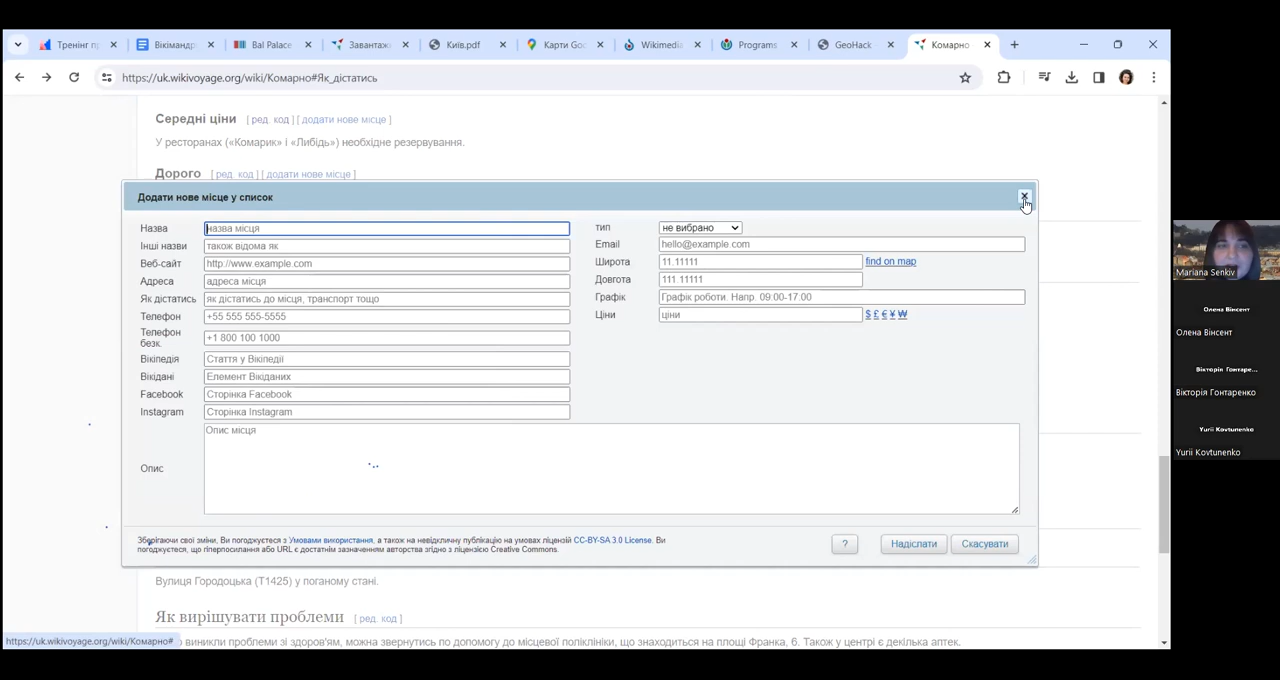 Тренінг п
Вікімандр
Bal Palace
Завантаж
Київ.pdf
Карти Goo
Wikimedia
Programs
GeoHack
Комарно
https://uk.wikivoyage.org/wiki/Комарно#Як_дістатись
Середні ціни [ ред. код ] [ додати нове місце ]
У ресторанах («Комарик» і «Либідь») необхідне резервування.
Дорого [ ред. код ] [ додати нове місце ]
Додати нове місце у список
Назва назва місця
Інші назви також відома як
Веб-сайт http://www.example.com
Адреса адреса місця
Як дістатись як дістатись до місця, транспорт тощо
Телефон +55 555 555-5555
Телефон безк. +1 800 100 1000
Вікіпедія Стаття у Вікіпедії
Вікідані Елемент Вікіданих
Facebook Сторінка Facebook
Instagram Сторінка Instagram
тип не вибрано
Email hello@example.com
Широта 11.11111 find on map
Довгота 111.11111
Графік Графік роботи. Напр. 09:00-17:00
Ціни ціни $ £ € ¥ ₩
Опис Опис місця
Зберігаючи свої зміни, Ви погоджуєтеся з Умовами використання, а також на невідкличну публікацію на умовах ліцензій CC-BY-SA 3.0 License. Ви
погоджуєтеся, що гіперпосилання або URL є достатнім зазначенням авторства згідно з ліцензією Creative Commons.
? Надіслати Скасувати
Вулиця Городоцька (Т1425) у поганому стані.
Як вирішувати проблеми [ ред. код ]
https://uk.wikivoyage.org/wiki/Комарно#
о виникли проблеми зі здоров'ям, можна звернутись по допомогу до місцевої поліклініки, що знаходиться на площі Франка, 6. Також у центрі є декілька аптек.
Mariana Senkiv
Олена Вінсент
Олена Вінсент
Вікторія Гонтаре...
Вікторія Гонтаренко
Yurii Kovtunenko
Yurii Kovtunenko